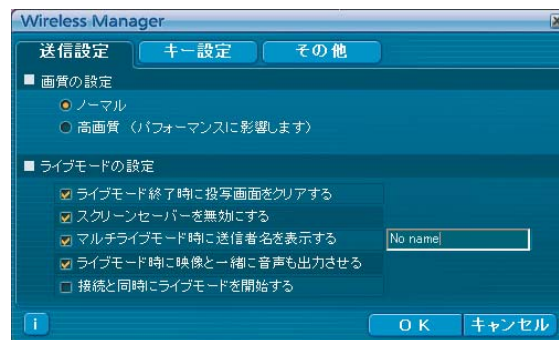 Wireless Manager
送信設定 キー設定 その他
画質の設定
ノーマル
高画質 （パフォーマンスに影響します）
ライブモードの設定
ライブモード終了時に投写画面をクリアする
スクリーンセーバーを無効にする
マルチライブモード時に送信者名を表示する No name
ライブモード時に映像と一緒に音声も出力させる
接続と同時にライブモードを開始する
i OK キャンセル